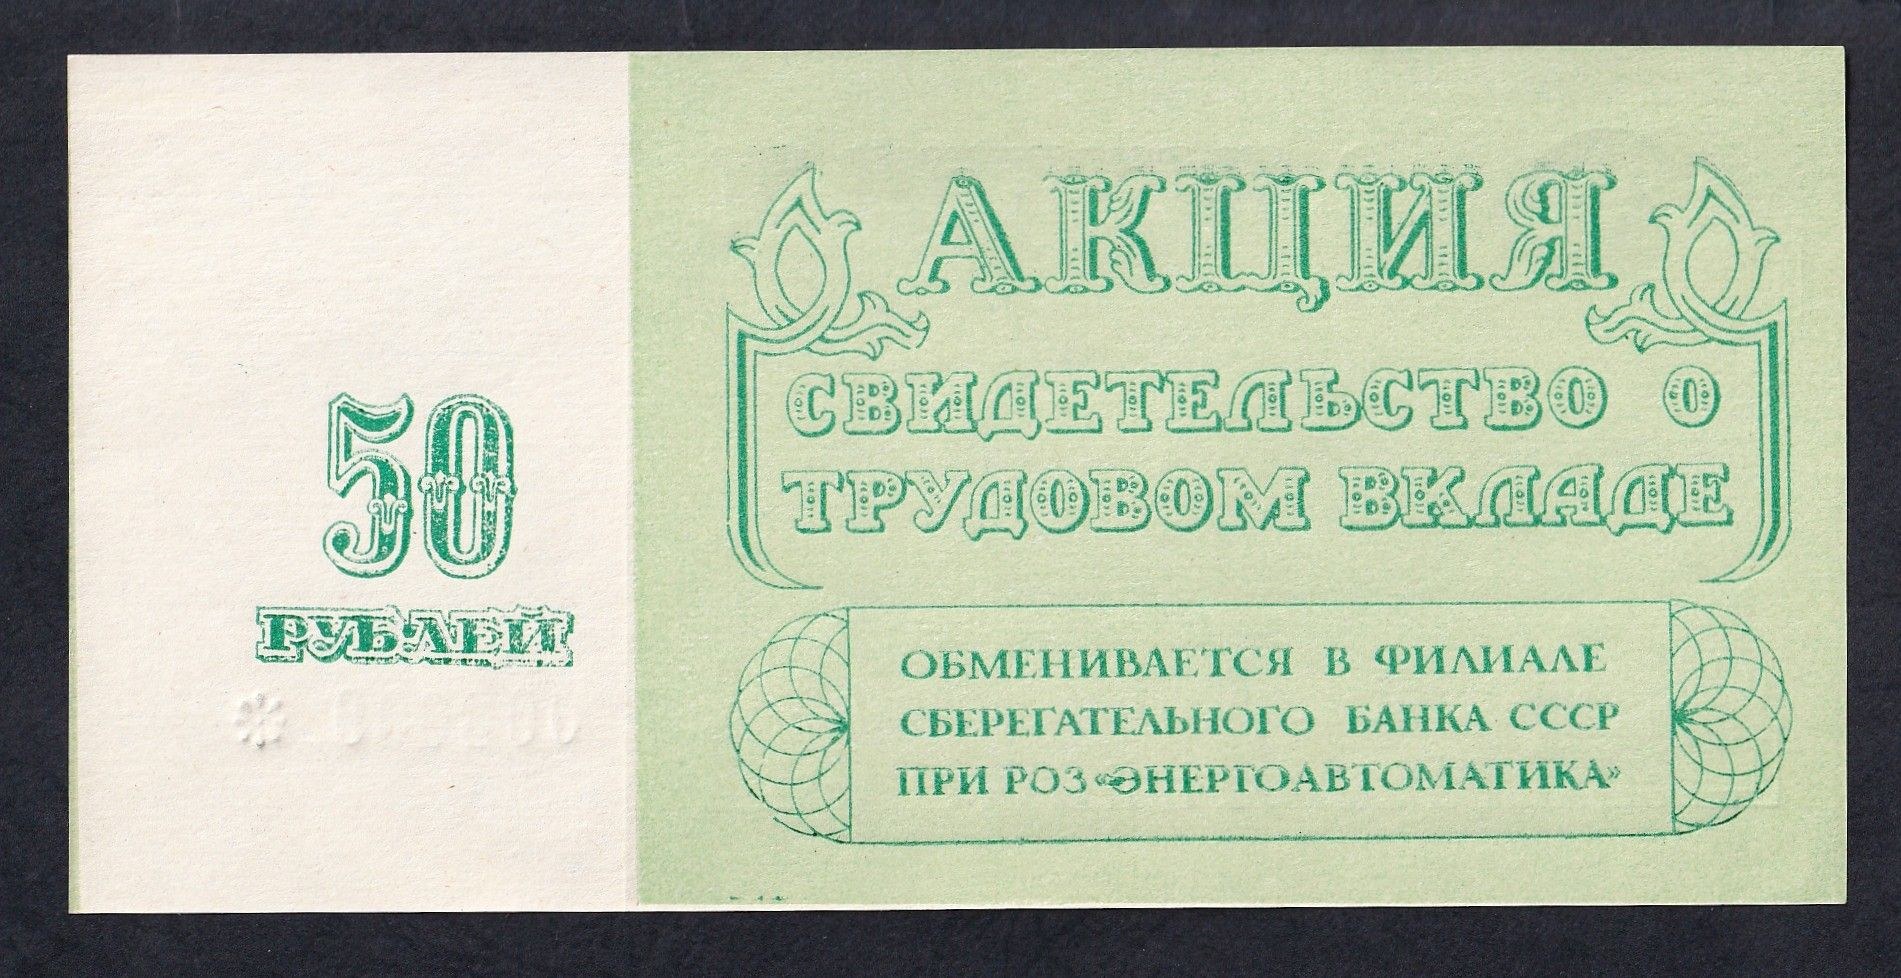 50
РУБЛЕЙ
АКЦИЯ
СВИДЕТЕЛЬСТВО О
ТРУДОВОМ ВКЛАДЕ
ОБМЕНИВАЕТСЯ В ФИЛИАЛЕ
СБЕРЕГАТЕЛЬНОГО БАНКА СССР
ПРИ РОЗ «ЭНЕРГОАВТОМАТИКА»